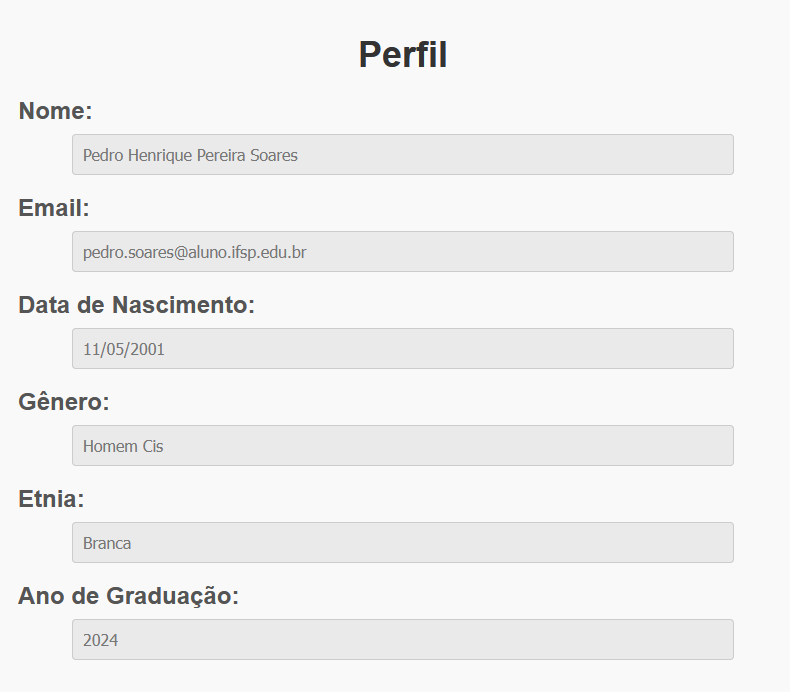 Perfil
Nome:
Pedro Henrique Pereira Soares
Email:
pedro.soares@aluno.ifsp.edu.br
Data de Nascimento:
11/05/2001
Gênero:
Homem Cis
Etnia:
Branca
Ano de Graduação:
2024